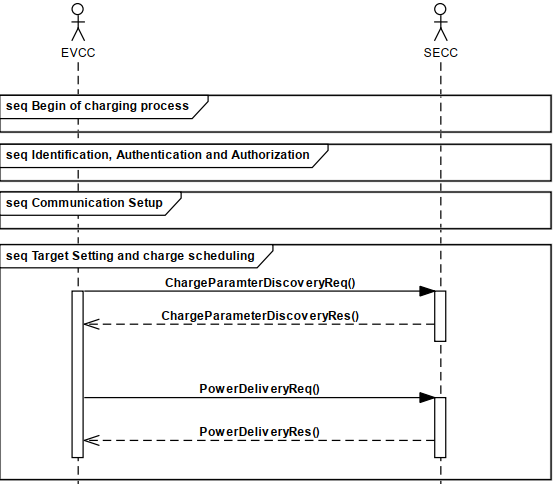 EVCC SECC
seq Begin of charging process
seq Identification, Authentication and Authorization
seq Communication Setup
seq Target Setting and charge scheduling
ChargeParamterDiscoveryReq()
ChargeParameterDiscoveryRes()
PowerDeliveryReq()
PowerDeliveryRes()